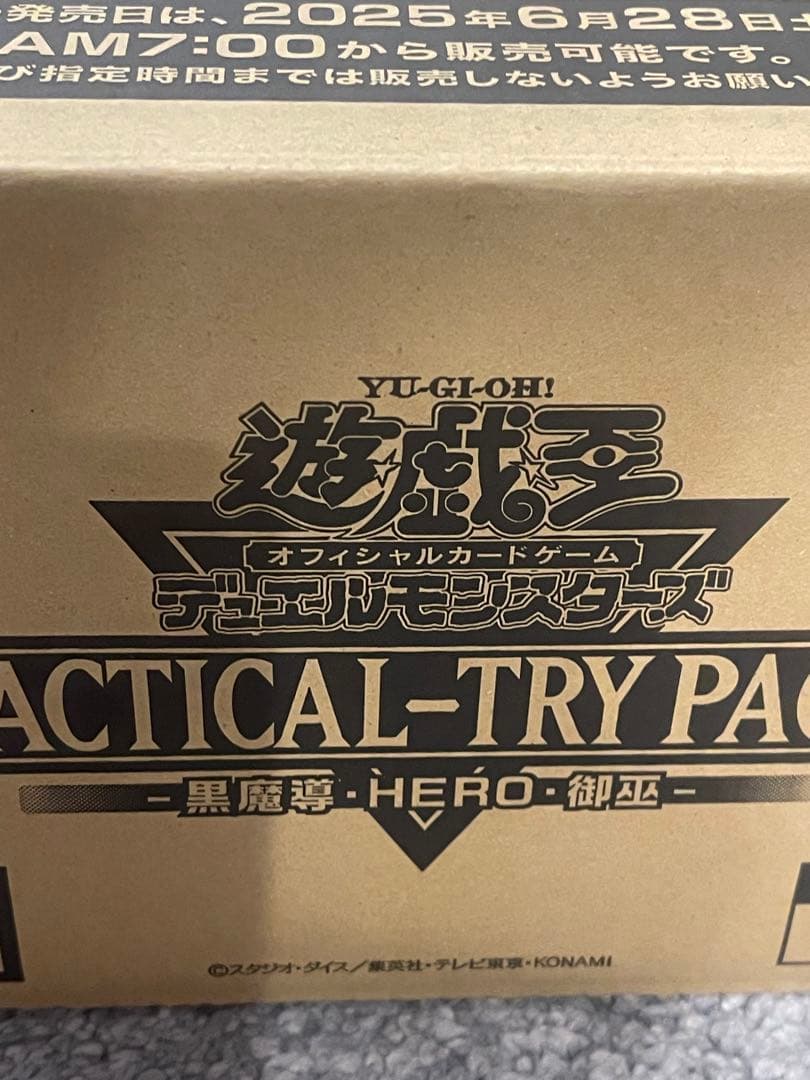 発売日は、2025年6月28日
AM7:00から販売可能です。
び指定時間までは販売しないようお願い
YU-GI-OH!
遊☆戯☆王
オフィシャルカードゲーム
デュエルモンスターズ
ACTICAL-TRY PAC
-黒魔導・HERO・御巫-
©スタジオ・ダイス/集英社・テレビ東京・KONAMI